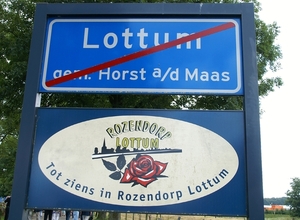 Lottum
gem. Horst a/d Maas
ROZENDORP
LOTTUM
Tot ziens in Rozendorp Lottum